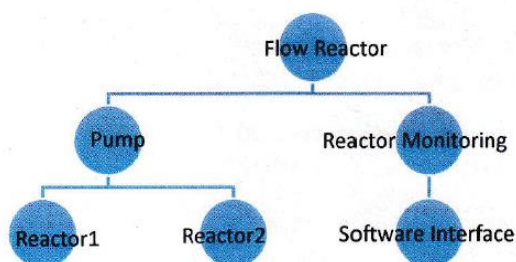 Flow Reactor
Pump
Reactor Monitoring
Reactor1
Reactor2
Software Interface